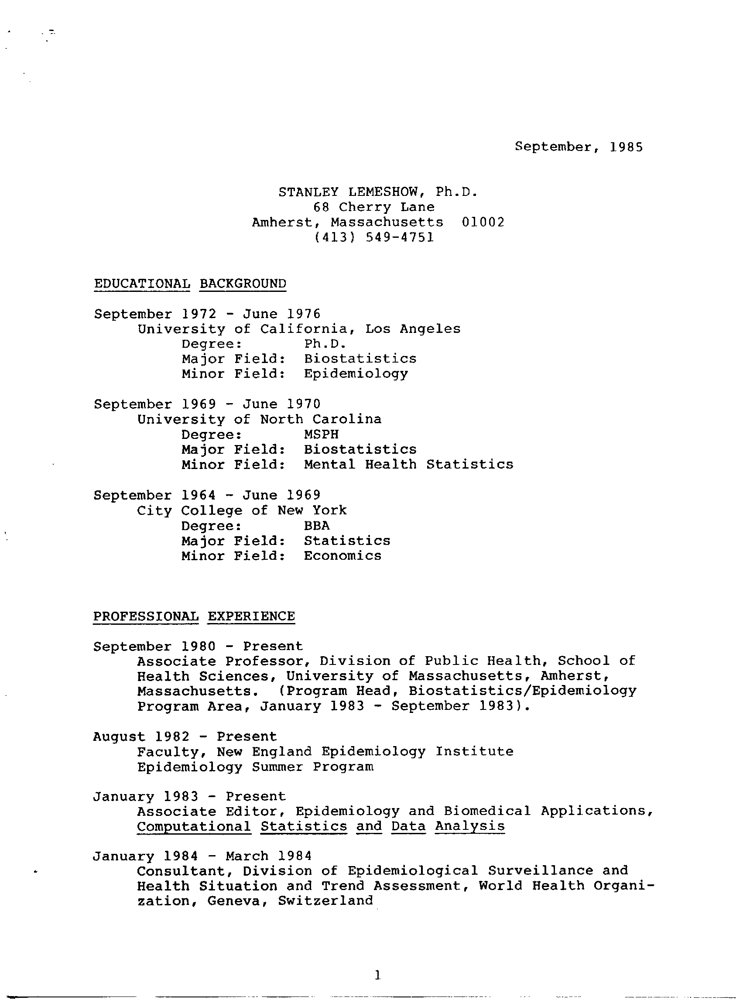 September, 1985
STANLEY LEMESHOW, Ph.D.
68 Cherry Lane
Amherst, Massachusetts 01002
(413) 549-4751
EDUCATIONAL BACKGROUND
September 1972 - June 1976
University of California, Los Angeles
Degree: Ph.D.
Major Field: Biostatistics
Minor Field: Epidemiology
September 1969 - June 1970
University of North Carolina
Degree: MSPH
Major Field: Biostatistics
Minor Field: Mental Health Statistics
September 1964 - June 1969
City College of New York
Degree: BBA
Major Field: Statistics
Minor Field: Economics
PROFESSIONAL EXPERIENCE
September 1980 - Present
Associate Professor, Division of Public Health, School of
Health Sciences, University of Massachusetts, Amherst,
Massachusetts. (Program Head, Biostatistics/Epidemiology
Program Area, January 1983 - September 1983).
August 1982 - Present
Faculty, New England Epidemiology Institute
Epidemiology Summer Program
January 1983 - Present
Associate Editor, Epidemiology and Biomedical Applications,
Computational Statistics and Data Analysis
January 1984 - March 1984
Consultant, Division of Epidemiological Surveillance and
Health Situation and Trend Assessment, World Health Organi-
zation, Geneva, Switzerland
1